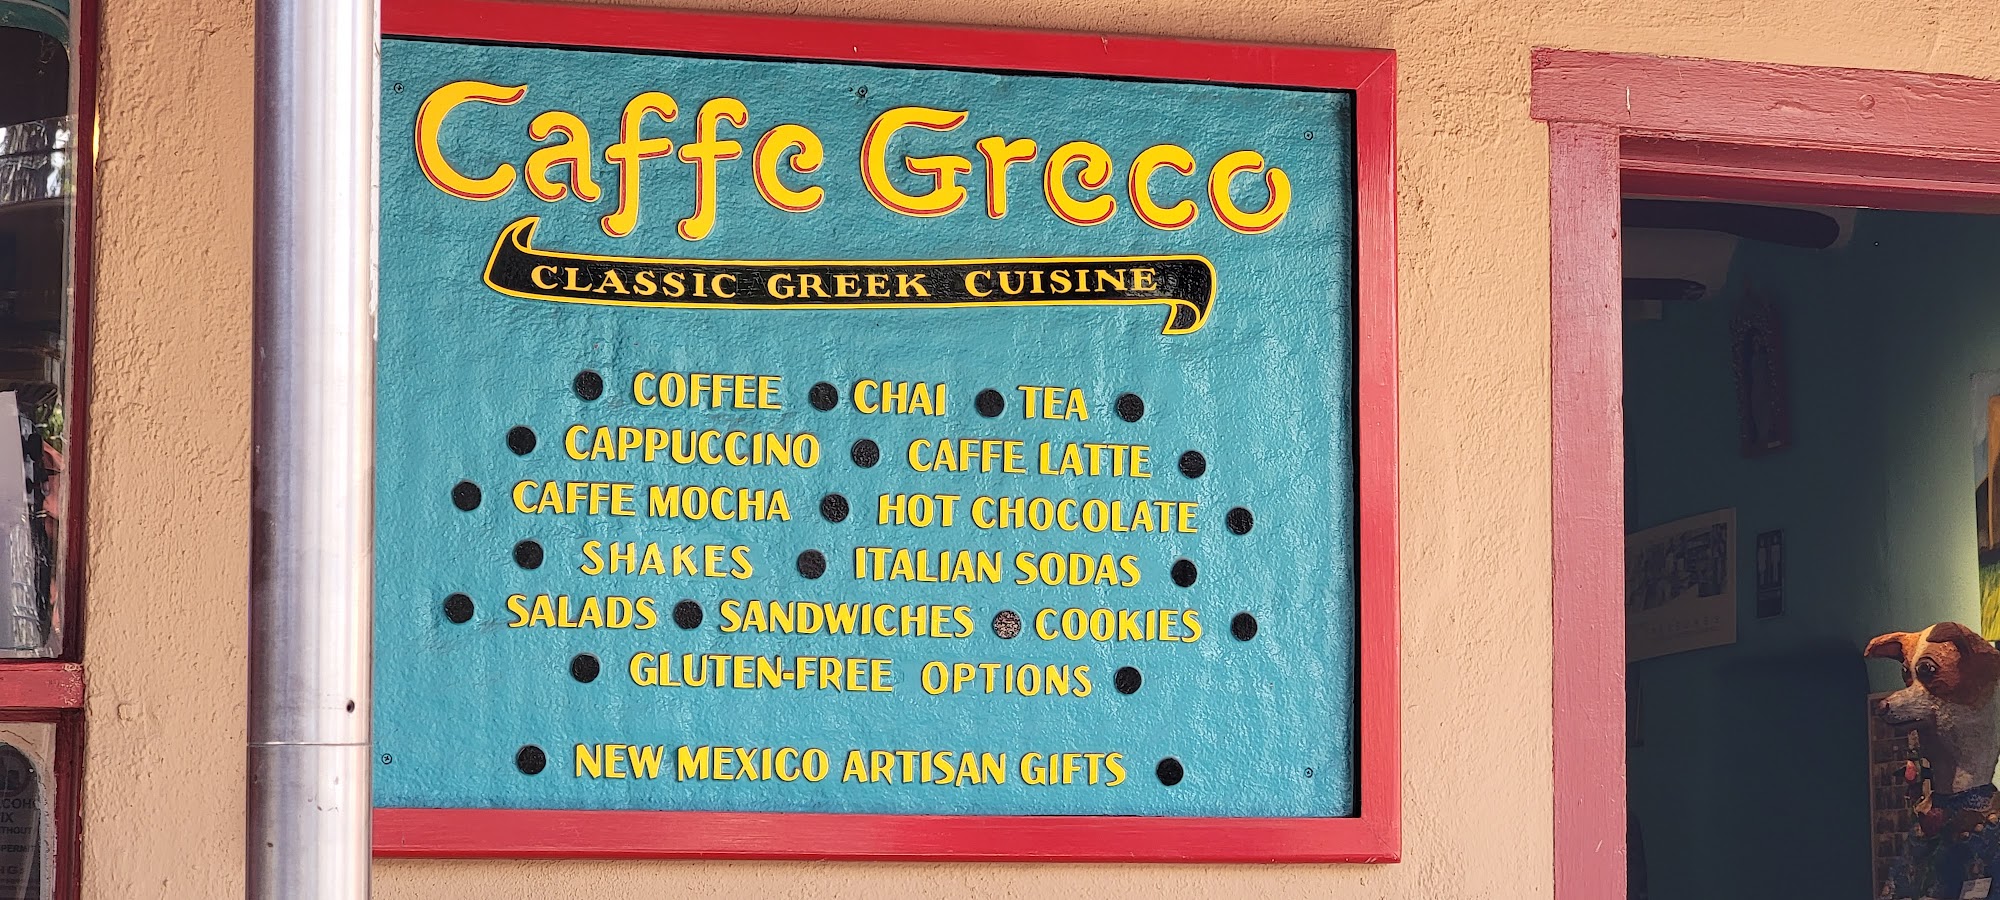 Caffe Greco
CLASSIC GREEK CUISINE
COFFEE • CHAI • TEA
CAPPUCCINO • CAFFE LATTE
CAFFE MOCHA • HOT CHOCOLATE
SHAKES • ITALIAN SODAS
SALADS • SANDWICHES • COOKIES
GLUTEN-FREE OPTIONS
NEW MEXICO ARTISAN GIFTS